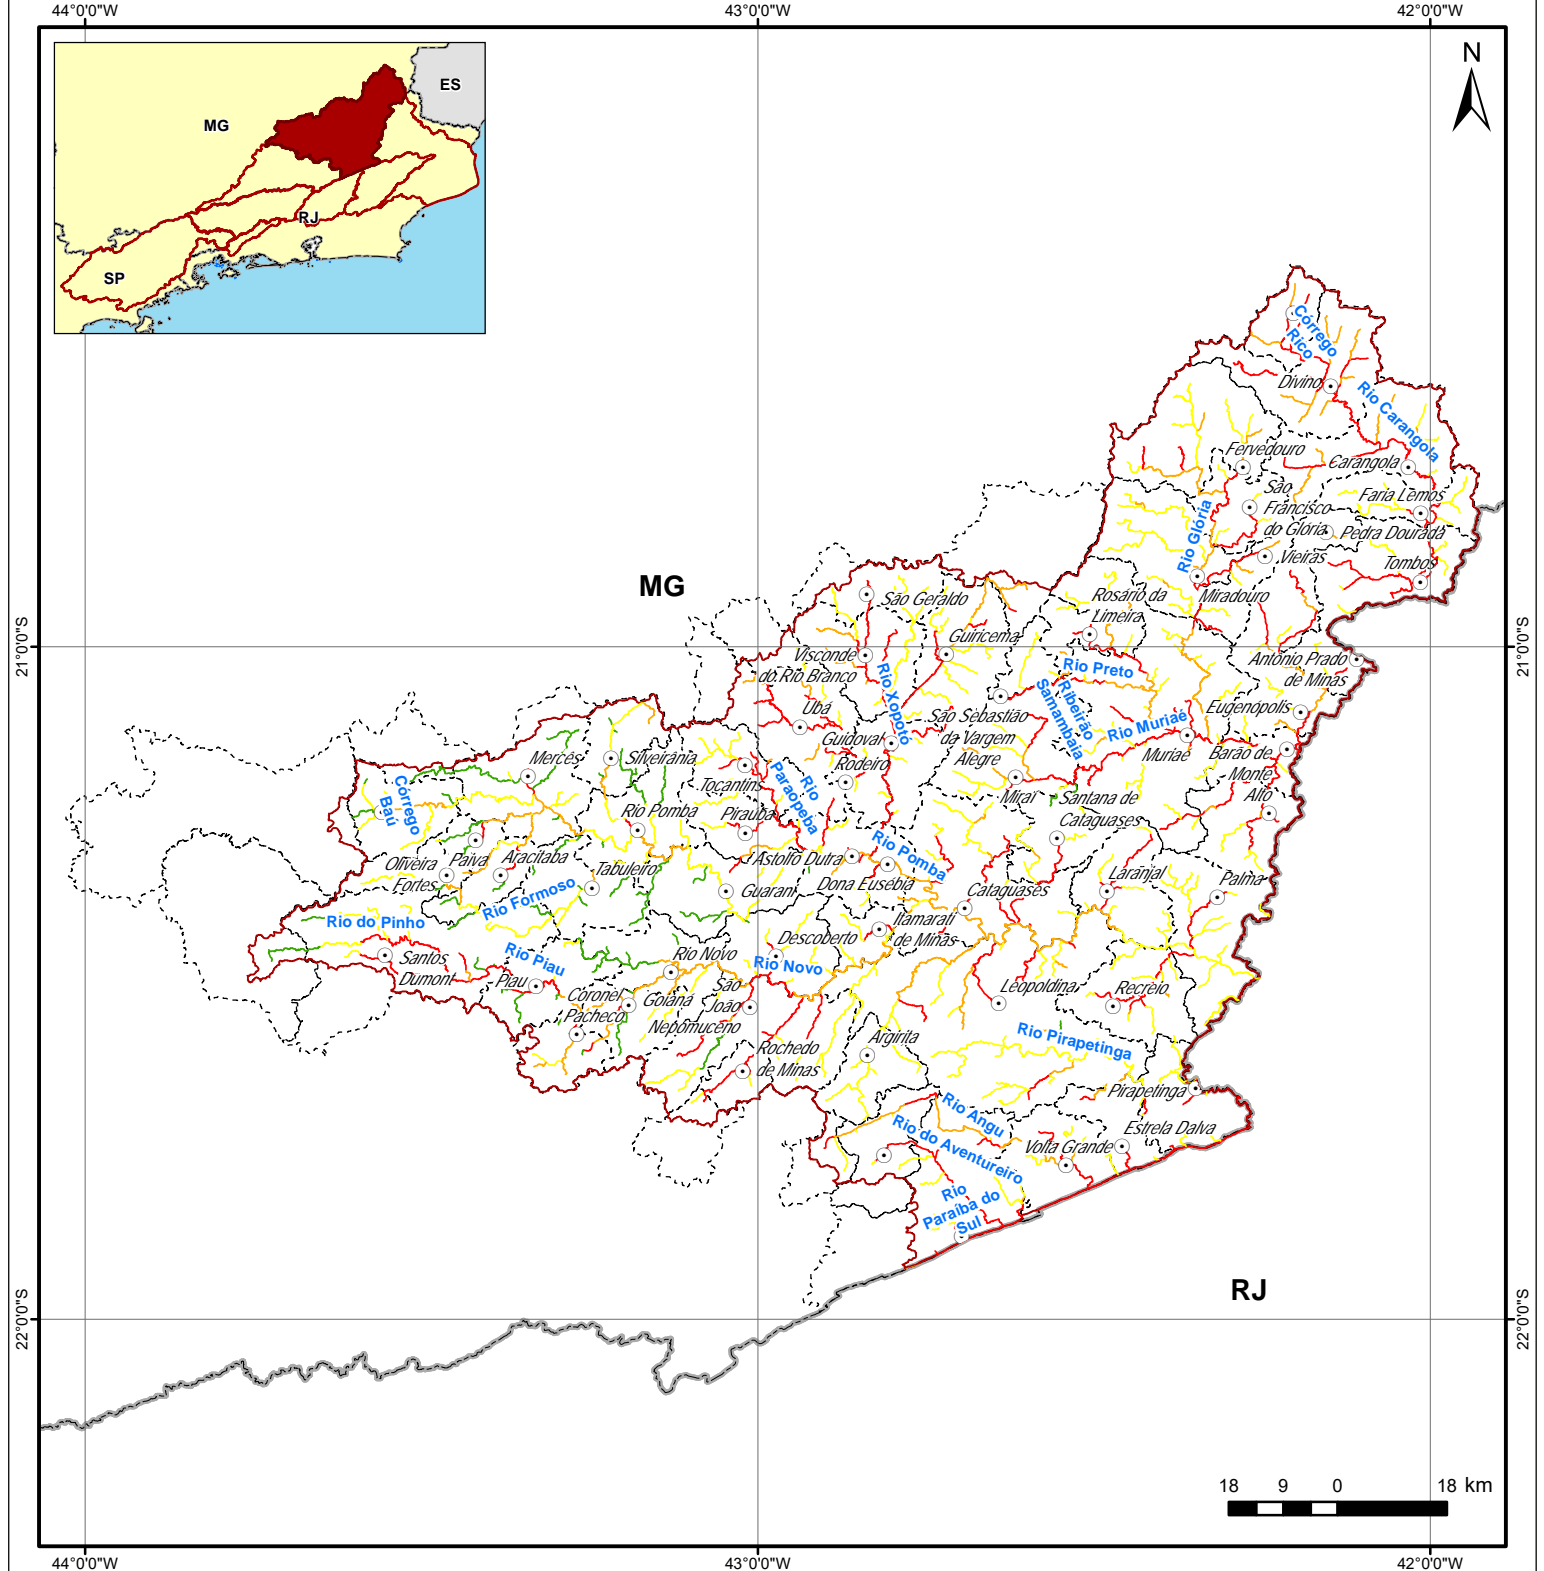 44°0'0"W
43°0'0"W
42°0'0"W
ES
MG
RJ
SP
N
Córrego
Rico
Divino
Rio Carangola
Fervedouro
Carangola
São
Francisco
do Glória
Faria Lemos
Rio Glória
Pedra Dourada
Vieiras
Tombos
MG
São Geraldo
Rosário da
Limeira
Miradouro
21°0'0"S
21°0'0"S
Guiricema
Visconde
do Rio Branco
Rio Preto
Antônio Prado
de Minas
Rio Xopotó
Ribeirão
Samambaia
Ubá
São Sebastião
da Vargem
Alegre
Eugenópolis
Rio Muriaé
Guidoval
Muriaé
Barão de
Monte
Alto
Mercês
Silveirânia
Rodeiro
Tocantins
Rio
Paraopeba
Miraí
Santana de
Cataguases
Córrego
Baú
Rio Pomba
Piraúba
Oliveira
Fortes
Paiva
Aracitaba
Tabuleiro
Astolfo Dutra
Rio Pomba
Dona Eusébia
Laranjal
Palma
Rio Formoso
Guarani
Cataguases
Rio do Pinho
Itamarati
de Minas
Descoberto
Santos
Dumont
Rio Piau
Rio Novo
Rio Novo
Piau
São
João
Nepomuceno
Coronel
Pacheco
Goianá
Leopoldina
Recreio
Rio Pirapetinga
Argirita
Rochedo
de Minas
Pirapetinga
Rio Angu
Rio do Aventureiro
Estrela Dalva
Volta Grande
Rio
Paraíba do
Sul
RJ
22°0'0"S
22°0'0"S
18 9 0 18 km
44°0'0"W
43°0'0"W
42°0'0"W